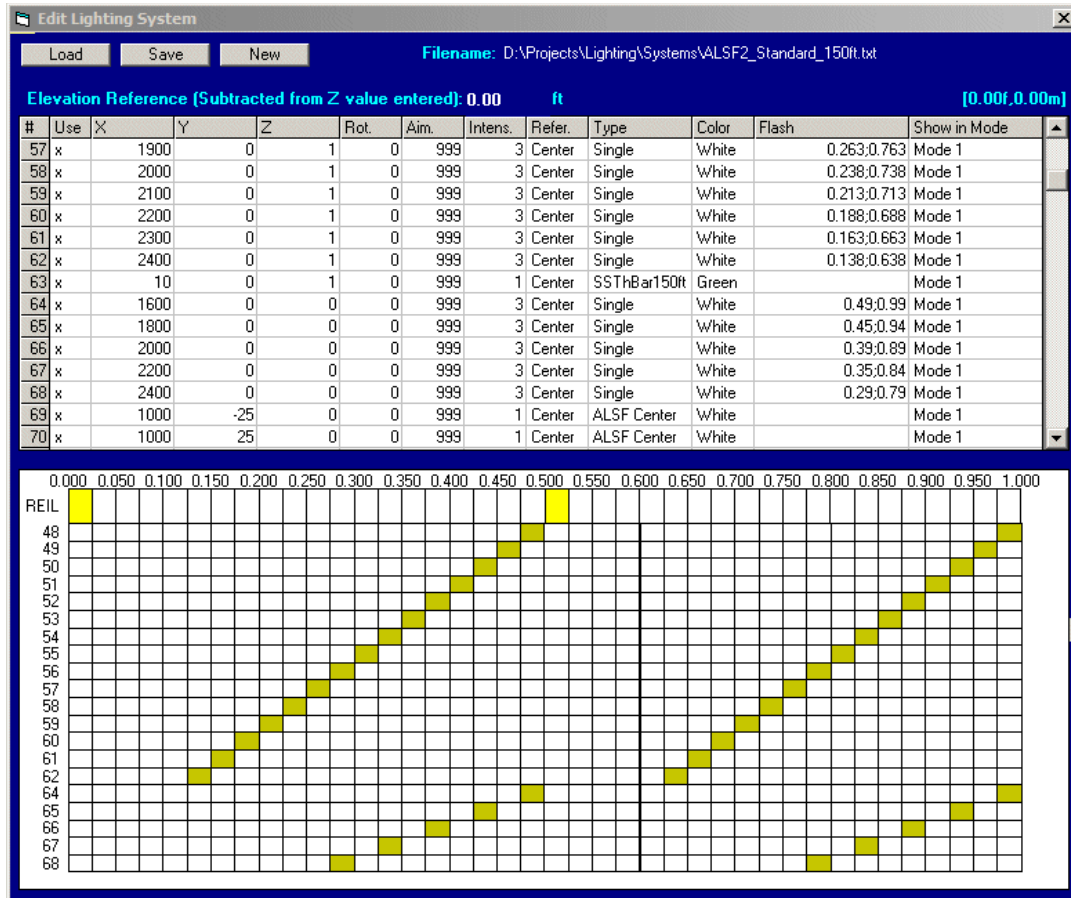 Edit Lighting System
Load Save New Filename: D:\Projects\Lighting\Systems\ALSF2_Standard_150ft.txt
Elevation Reference (Subtracted from Z value entered): 0.00 ft [0.00f,0.00m]
# Use X Y Z Rot. Aim. Intens. Refer. Type Color Flash Show in Mode
57 x 1900 0 1 0 999 3 Center Single White 0.263;0.763 Mode 1
58 x 2000 0 1 0 999 3 Center Single White 0.238;0.738 Mode 1
59 x 2100 0 1 0 999 3 Center Single White 0.213;0.713 Mode 1
60 x 2200 0 1 0 999 3 Center Single White 0.188;0.688 Mode 1
61 x 2300 0 1 0 999 3 Center Single White 0.163;0.663 Mode 1
62 x 2400 0 1 0 999 3 Center Single White 0.138;0.638 Mode 1
63 x 10 0 1 0 999 1 Center SSThBar150ft Green Mode 1
64 x 1600 0 0 0 999 3 Center Single White 0.49;0.99 Mode 1
65 x 1800 0 0 0 999 3 Center Single White 0.45;0.94 Mode 1
66 x 2000 0 0 0 999 3 Center Single White 0.39;0.89 Mode 1
67 x 2200 0 0 0 999 3 Center Single White 0.35;0.84 Mode 1
68 x 2400 0 0 0 999 3 Center Single White 0.29;0.79 Mode 1
69 x 1000 -25 0 0 999 1 Center ALSF Center White Mode 1
70 x 1000 25 0 0 999 1 Center ALSF Center White Mode 1
0.000 0.050 0.100 0.150 0.200 0.250 0.300 0.350 0.400 0.450 0.500 0.550 0.600 0.650 0.700 0.750 0.800 0.850 0.900 0.950 1.000
REIL
48
49
50
51
52
53
54
55
56
57
58
59
60
61
62
64
65
66
67
68